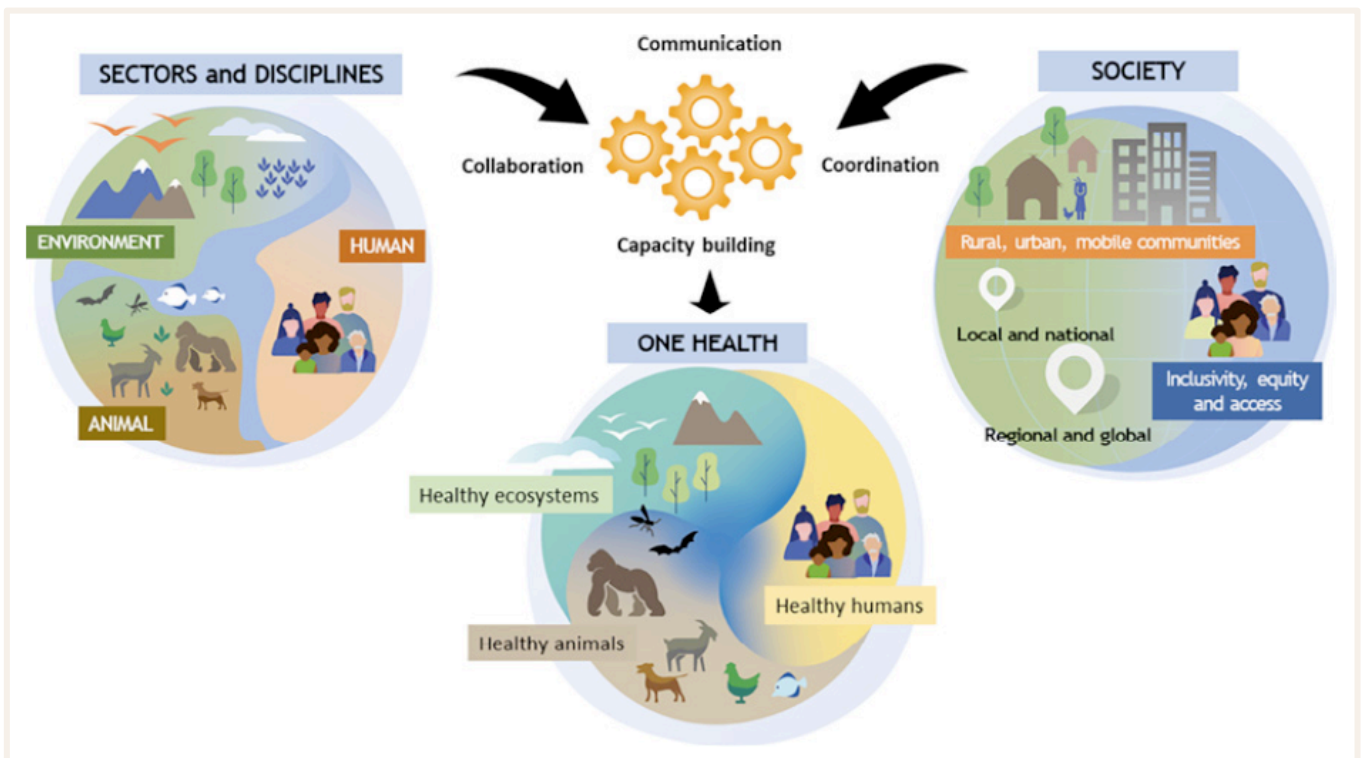 SECTORS and DISCIPLINES
ENVIRONMENT
HUMAN
ANIMAL
Communication
Collaboration
Coordination
Capacity building
SOCIETY
Rural, urban, mobile communities
Local and national
Inclusivity, equity
and access
Regional and global
ONE HEALTH
Healthy ecosystems
Healthy humans
Healthy animals